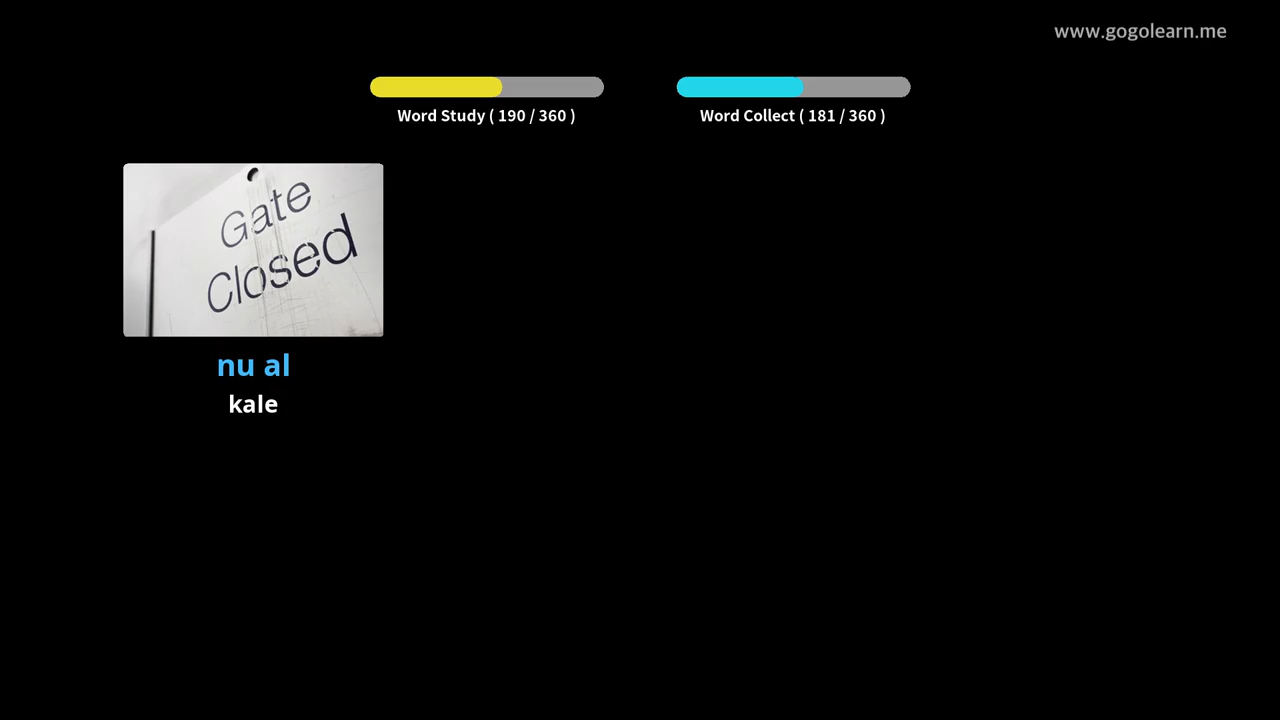 www.gogolearn.me
Word Study ( 190 / 360 )
Word Collect ( 181 / 360 )
Gate
Closed
nu al
kale